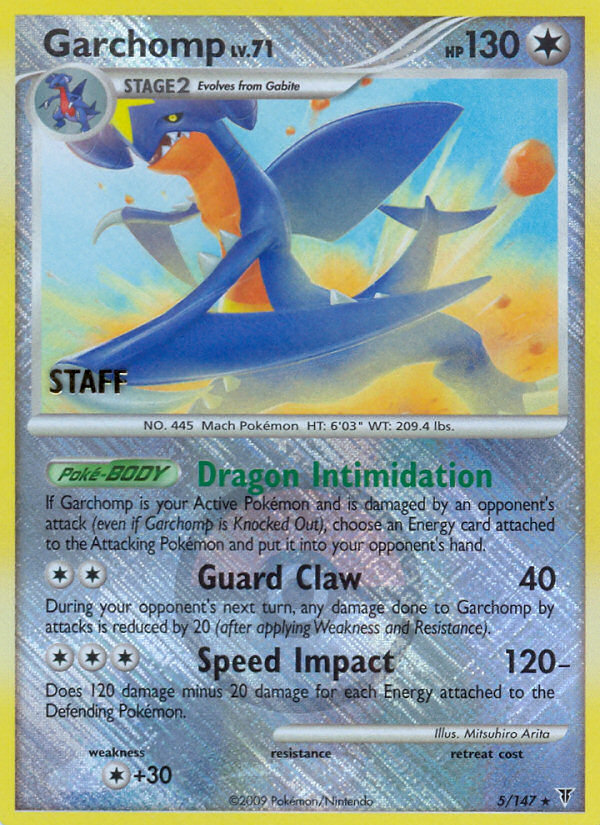 Garchomp LV.71 HP 130
STAGE2 Evolves from Gabite
STAFF
NO. 445 Mach Pokémon HT: 6'03" WT: 209.4 lbs.
Poké-BODY Dragon Intimidation
If Garchomp is your Active Pokémon and is damaged by an opponent's
attack (even if Garchomp is Knocked Out), choose an Energy card attached
to the Attacking Pokémon and put it into your opponent's hand.
Guard Claw 40
During your opponent's next turn, any damage done to Garchomp by
attacks is reduced by 20 (after applying Weakness and Resistance).
Speed Impact 120-
Does 120 damage minus 20 damage for each Energy attached to the
Defending Pokémon.
Illus. Mitsuhiro Arita
weakness resistance retreat cost
+30
©2009 Pokémon/Nintendo 5/147 ★